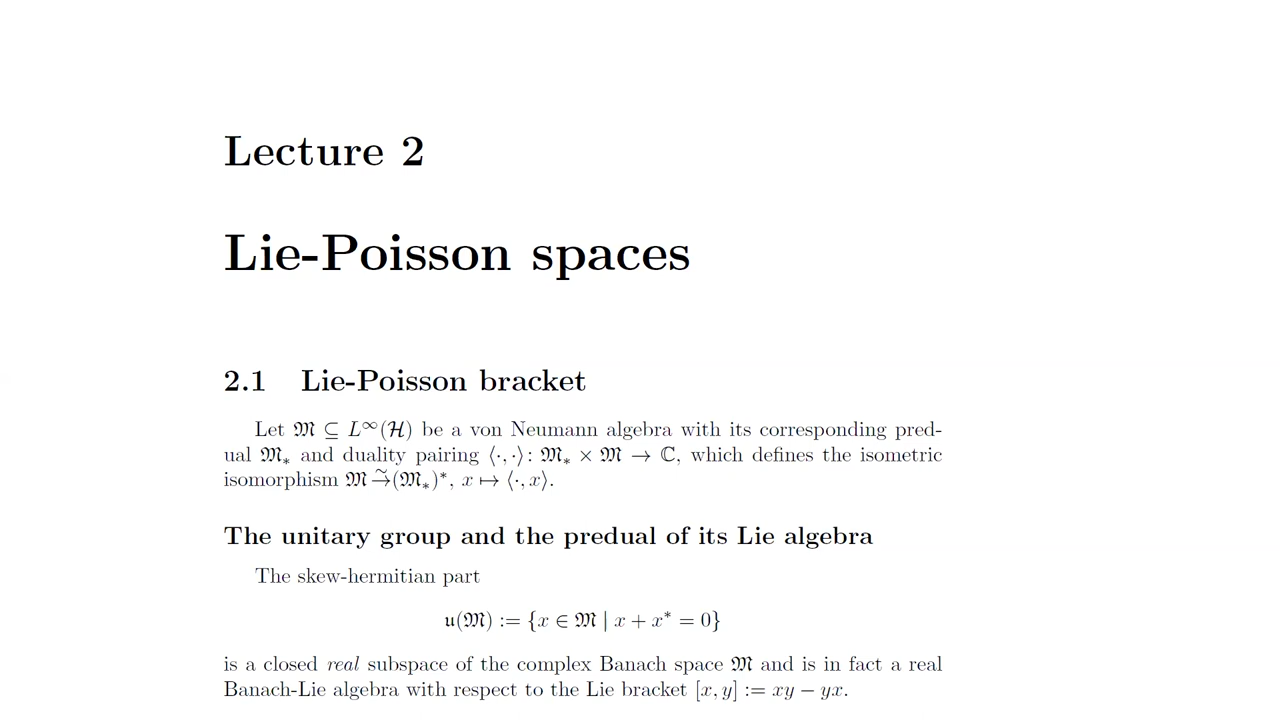 Lecture 2
Lie-Poisson spaces
2.1 Lie-Poisson bracket
Let 𝔐 ⊆ L^∞(ℋ) be a von Neumann algebra with its corresponding pred-
ual 𝔐_* and duality pairing ⟨·, ·⟩: 𝔐_* × 𝔐 → ℂ, which defines the isometric
isomorphism 𝔐 →̃ (𝔐_*)^*, x ↦ ⟨·, x⟩.
The unitary group and the predual of its Lie algebra
The skew-hermitian part
𝔲(𝔐) := {x ∈ 𝔐 | x + x^* = 0}
is a closed real subspace of the complex Banach space 𝔐 and is in fact a real
Banach-Lie algebra with respect to the Lie bracket [x, y] := xy − yx.